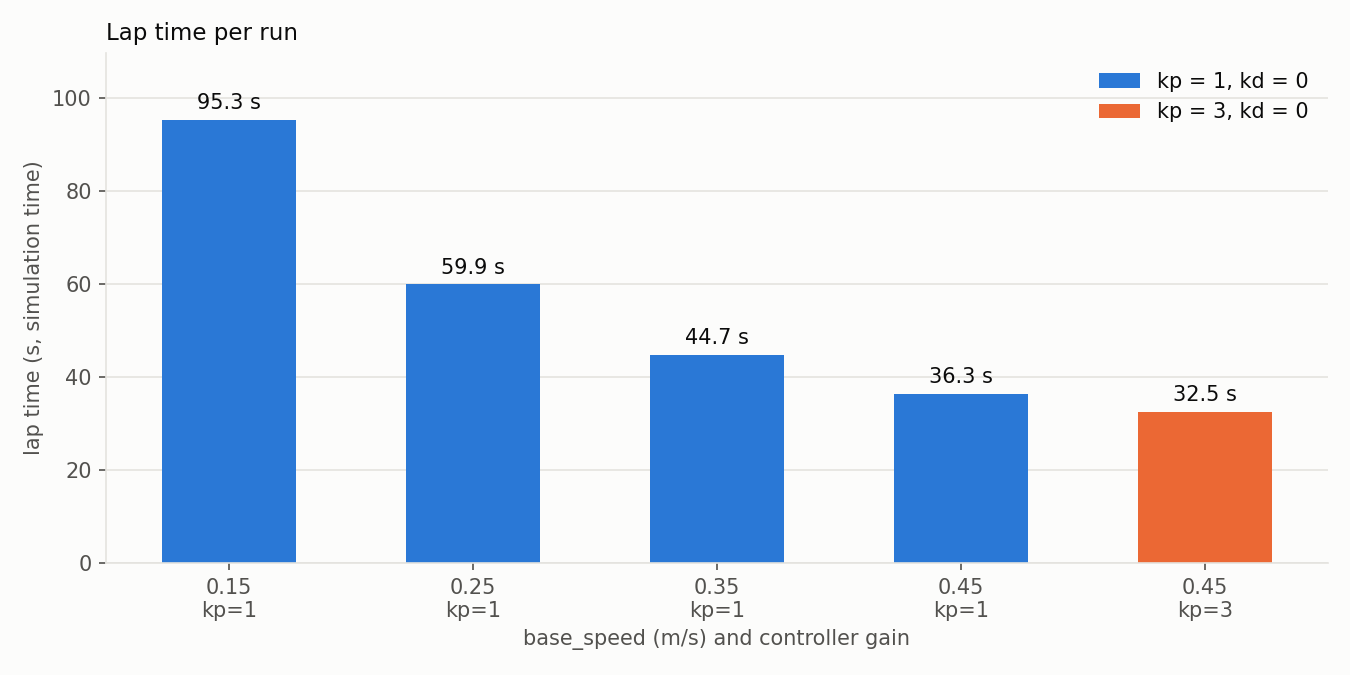 Lap time per run
kp = 1, kd = 0
kp = 3, kd = 0
lap time (s, simulation time)
100
80
60
40
20
0
95.3 s
59.9 s
44.7 s
36.3 s
32.5 s
0.15
kp=1
0.25
kp=1
0.35
kp=1
0.45
kp=1
0.45
kp=3
base_speed (m/s) and controller gain